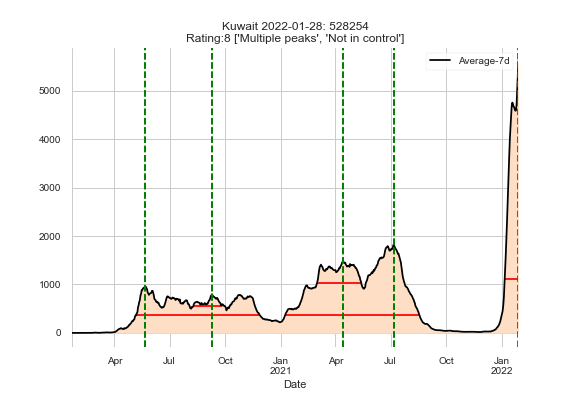 Kuwait 2022-01-28: 528254
Rating:8 ['Multiple peaks', 'Not in control']
Average-7d
5000
4000
3000
2000
1000
0
Apr Jul Oct Jan Apr Jul Oct Jan
2021 2022
Date